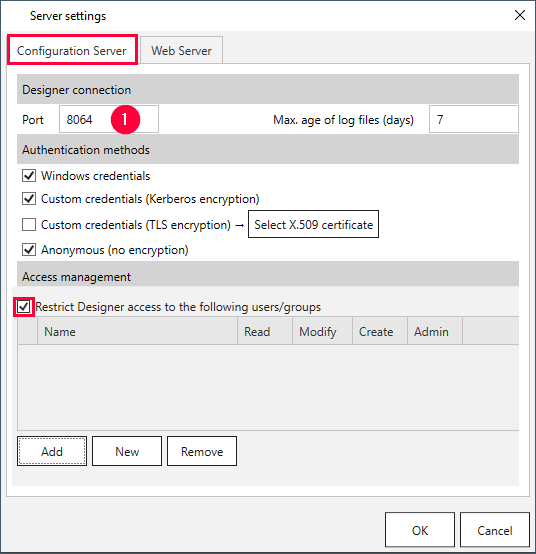 Server settings
Configuration Server Web Server
Designer connection
Port 8064 1 Max. age of log files (days) 7
Authentication methods
Windows credentials
Custom credentials (Kerberos encryption)
Custom credentials (TLS encryption) → Select X.509 certificate
Anonymous (no encryption)
Access management
Restrict Designer access to the following users/groups
Name Read Modify Create Admin
Add New Remove
OK Cancel